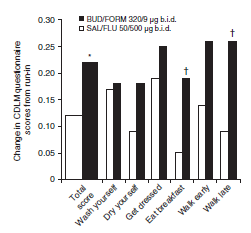 ■ BUD/FORM 320/9 µg b.i.d.
□ SAL/FLU 50/500 µg b.i.d.
Change in CDLM questionnaire
scores from run-in
0.30
0.25
0.20
0.15
0.10
0.05
0
*
†
†
Total
score
Wash yourself
Dry yourself
Get dressed
Eat breakfast
Walk early
Walk late